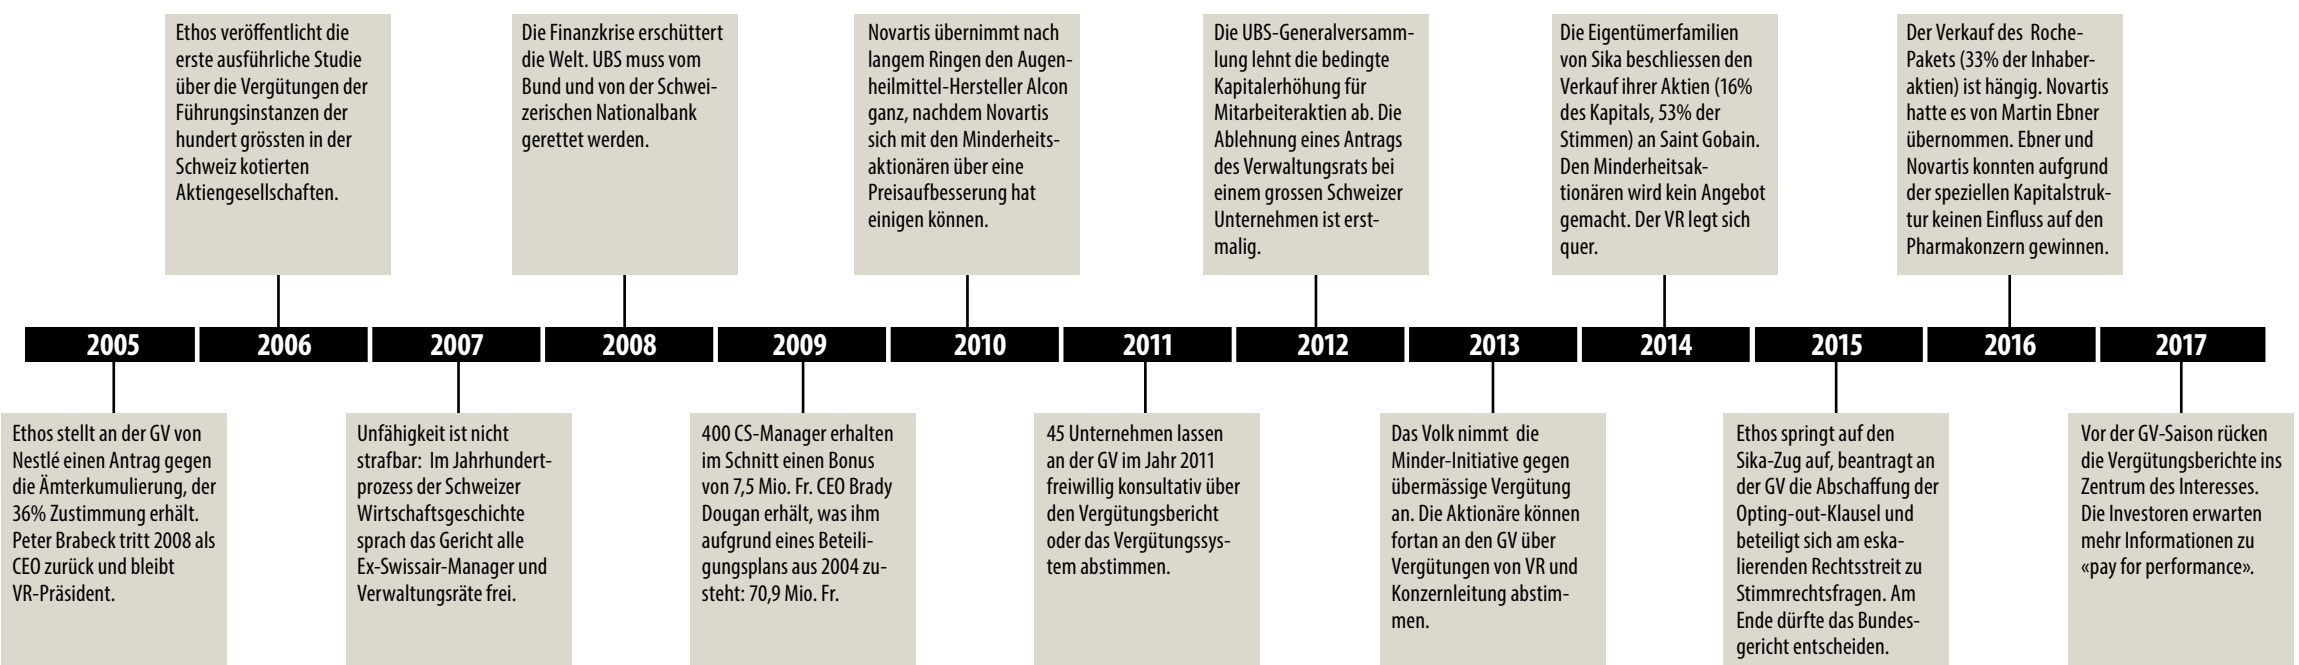 Ethos veröffentlicht die
erste ausführliche Studie
über die Vergütungen der
Führungsinstanzen der
hundert grössten in der
Schweiz kotierten
Aktiengesellschaften.
Die Finanzkrise erschüttert
die Welt. UBS muss vom
Bund und von der Schwei-
zerischen Nationalbank
gerettet werden.
Novartis übernimmt nach
langem Ringen den Augen-
heilmittel-Hersteller Alcon
ganz, nachdem Novartis
sich mit den Minderheits-
aktionären über eine
Preisaufbesserung hat
einigen können.
Die UBS-Generalversamm-
lung lehnt die bedingte
Kapitalerhöhung für
Mitarbeiteraktien ab. Die
Ablehnung eines Antrags
des Verwaltungsrats bei
einem grossen Schweizer
Unternehmen ist erst-
malig.
Die Eigentümerfamilien
von Sika beschliessen den
Verkauf ihrer Aktien (16%
des Kapitals, 53% der
Stimmen) an Saint Gobain.
Den Minderheitsak-
tionären wird kein Angebot
gemacht. Der VR legt sich
quer.
Der Verkauf des Roche-
Pakets (33% der Inhaber-
aktien) ist hängig. Novartis
hatte es von Martin Ebner
übernommen. Ebner und
Novartis konnten aufgrund
der speziellen Kapitalstruk-
tur keinen Einfluss auf den
Pharmakonzern gewinnen.
2005 2006 2007 2008 2009 2010 2011 2012 2013 2014 2015 2016 2017
Ethos stellt an der GV von
Nestlé einen Antrag gegen
die Ämterkumulierung, der
36% Zustimmung erhält.
Peter Brabeck tritt 2008 als
CEO zurück und bleibt
VR-Präsident.
Unfähigkeit ist nicht
strafbar: Im Jahrhundert-
prozess der Schweizer
Wirtschaftsgeschichte
sprach das Gericht alle
Ex-Swissair-Manager und
Verwaltungsräte frei.
400 CS-Manager erhalten
im Schnitt einen Bonus
von 7,5 Mio. Fr. CEO Brady
Dougan erhält, was ihm
aufgrund eines Beteili-
gungsplans aus 2004 zu-
steht: 70,9 Mio. Fr.
45 Unternehmen lassen
an der GV im Jahr 2011
freiwillig konsultativ über
den Vergütungsbericht
oder das Vergütungssys-
tem abstimmen.
Das Volk nimmt die
Minder-Initiative gegen
übermässige Vergütung
an. Die Aktionäre können
fortan an den GV über
Vergütungen von VR und
Konzernleitung abstim-
men.
Ethos springt auf den
Sika-Zug auf, beantragt an
der GV die Abschaffung der
Opting-out-Klausel und
beteiligt sich am eska-
lierenden Rechtsstreit zu
Stimmrechtsfragen. Am
Ende dürfte das Bundes-
gericht entscheiden.
Vor der GV-Saison rücken
die Vergütungsberichte ins
Zentrum des Interesses.
Die Investoren erwarten
mehr Informationen zu
«pay for performance».